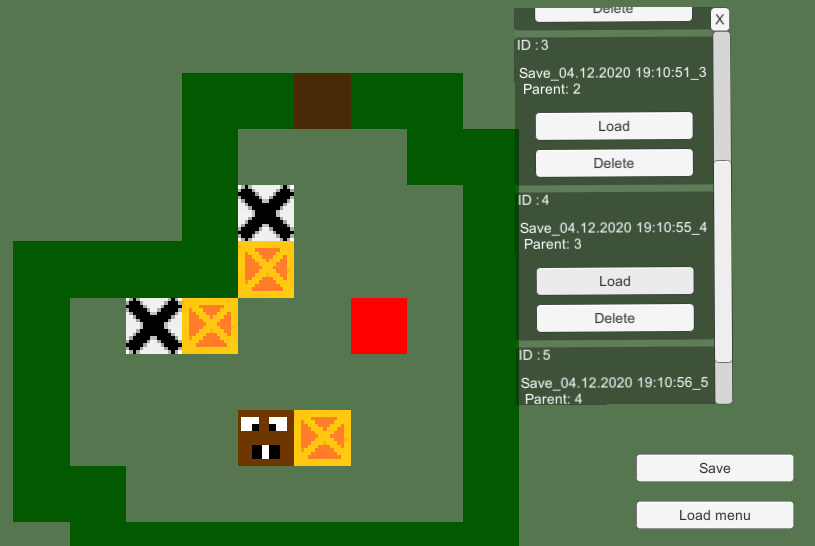 Delete
X
ID : 3
Save_04.12.2020 19:10:51_3
Parent: 2
Load
Delete
ID : 4
Save_04.12.2020 19:10:55_4
Parent: 3
Load
Delete
ID : 5
Save_04.12.2020 19:10:56_5
Parent: 4
Save
Load menu